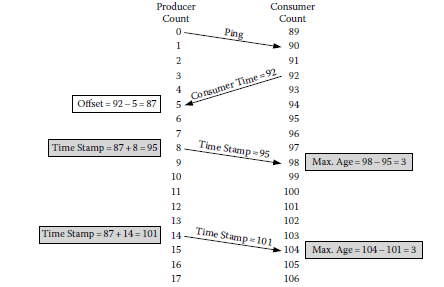 Producer Consumer
Count Count
0 Ping 89
1 90
2 91
3 92
4 Consumer Time = 92 93
Offset = 92 – 5 = 87 5 94
6 95
7 96
Time Stamp = 87 + 8 = 95 8 Time Stamp = 95 97
9 98 Max. Age = 98 – 95 = 3
10 99
11 100
12 101
13 102
Time Stamp = 87 + 14 = 101 14 Time Stamp = 101 103
15 104 Max. Age = 104 – 101 = 3
16 105
17 106